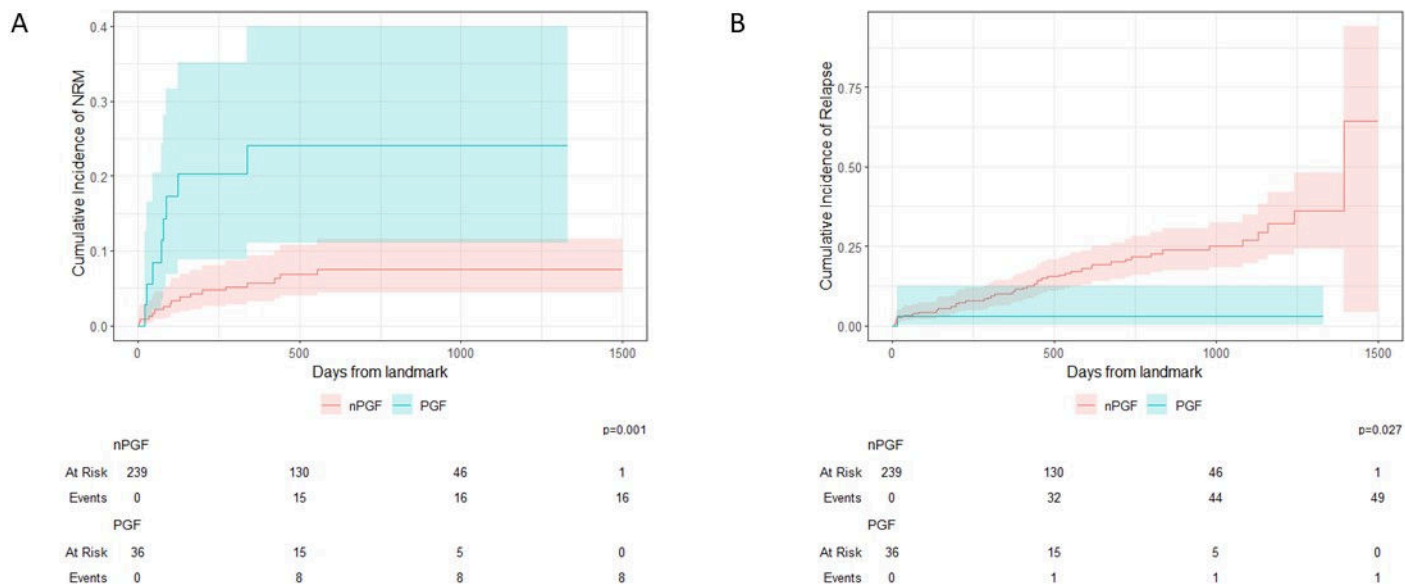 A
Cumulative Incidence of NRM
0.4
0.3
0.2
0.1
0.0
0 500 1000 1500
Days from landmark
nPGF PGF
p=0.001
nPGF
At Risk 239 130 46 1
Events 0 15 16 16
PGF
At Risk 36 15 5 0
Events 0 8 8 8
B
Cumulative Incidence of Relapse
0.75
0.50
0.25
0.00
0 500 1000 1500
Days from landmark
nPGF PGF
p=0.027
nPGF
At Risk 239 130 46 1
Events 0 32 44 49
PGF
At Risk 36 15 5 0
Events 0 1 1 1